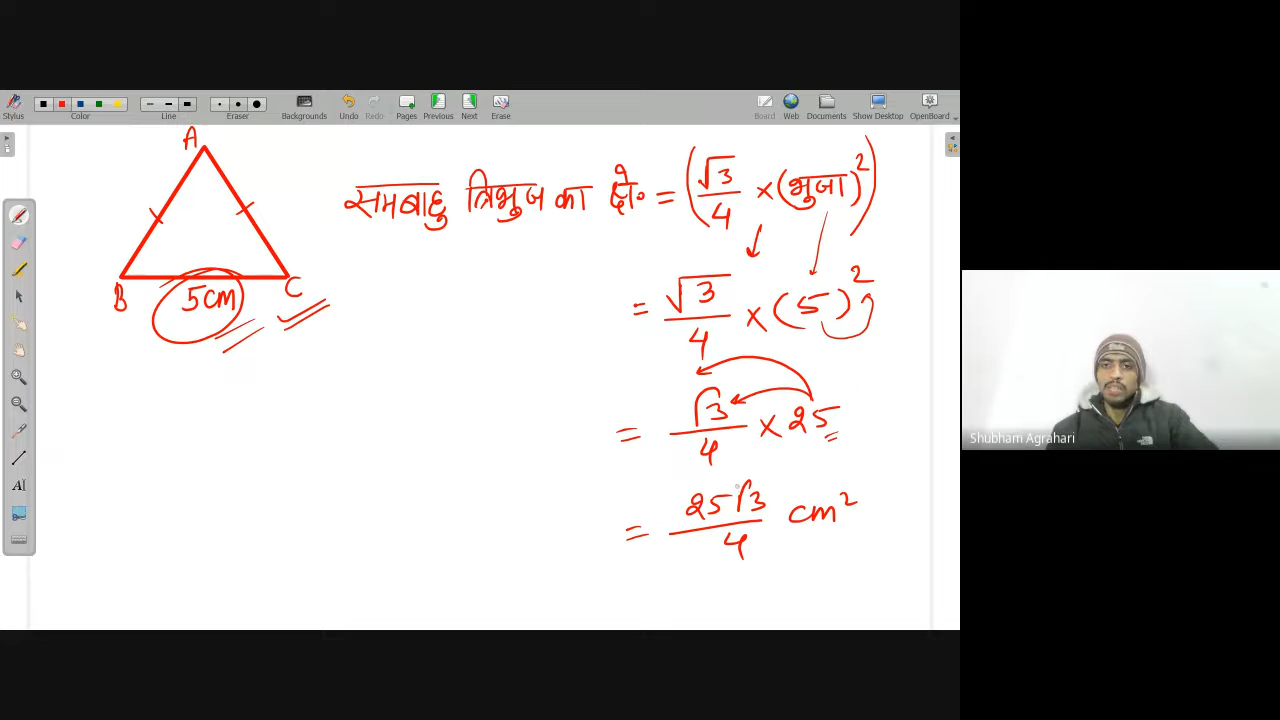 Stylus Color Line Eraser Backgrounds Undo Redo Pages Previous Next Erase Board Web Documents Show Desktop OpenBoard
A
समबाहु त्रिभुज का क्षे० = (√3/4 × (भुजा)²)
B 5cm C
= √3/4 × (5)²
= √3/4 × 25
= 25√3/4 cm²
Shubham Agrahari